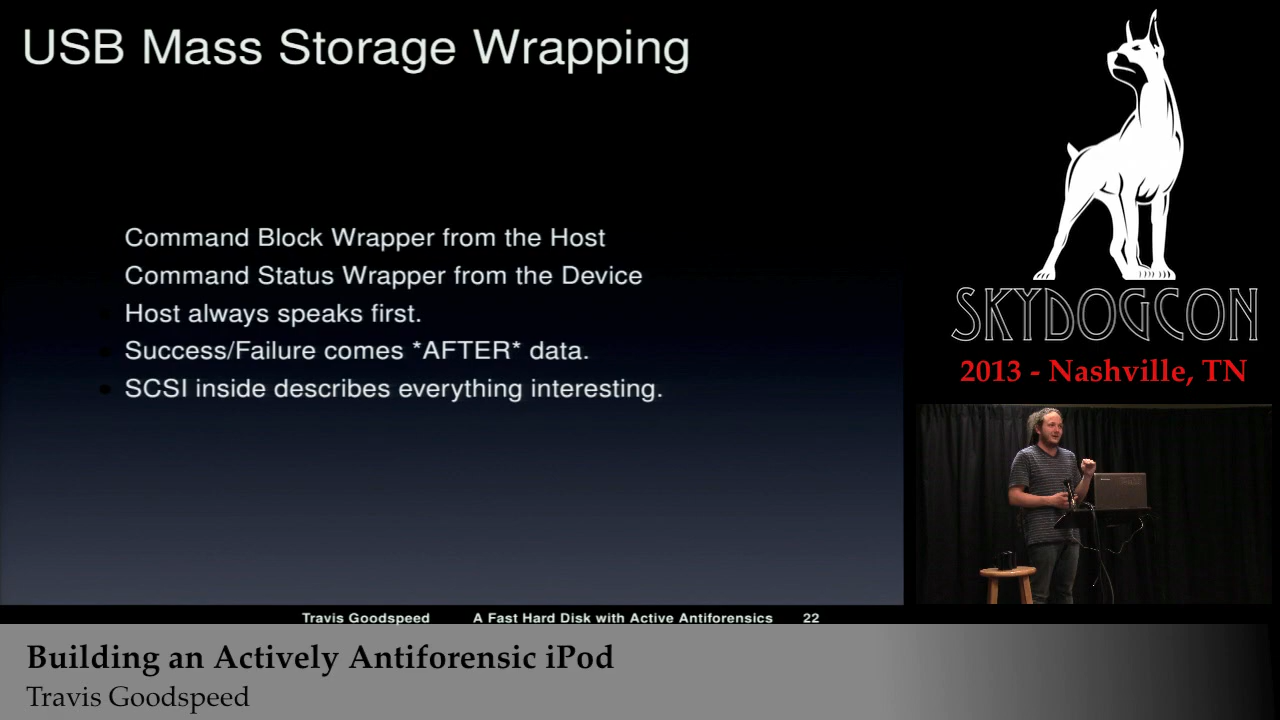 USB Mass Storage Wrapping
Command Block Wrapper from the Host
Command Status Wrapper from the Device
Host always speaks first.
Success/Failure comes *AFTER* data.
SCSI inside describes everything interesting.
Travis Goodspeed A Fast Hard Disk with Active Antiforensics 22
SKYDOGCON
2013 - Nashville, TN
Building an Actively Antiforensic iPod
Travis Goodspeed